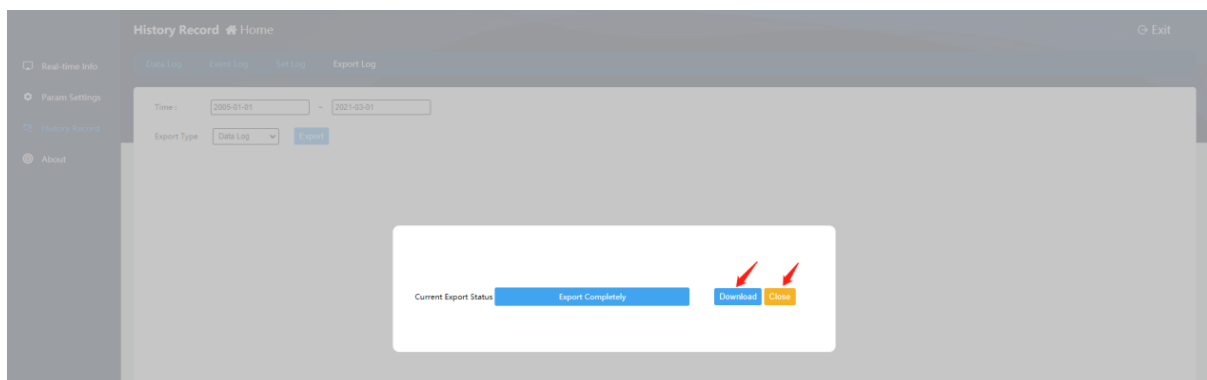 History Record Home
Exit
Real-time Info
Data Log Event Log Set Log Export Log
Param Settings
Time : 2005-01-01 ~ 2021-03-01
History Record
Export Type Data Log Export
About
Current Export Status Export Completely Download Close